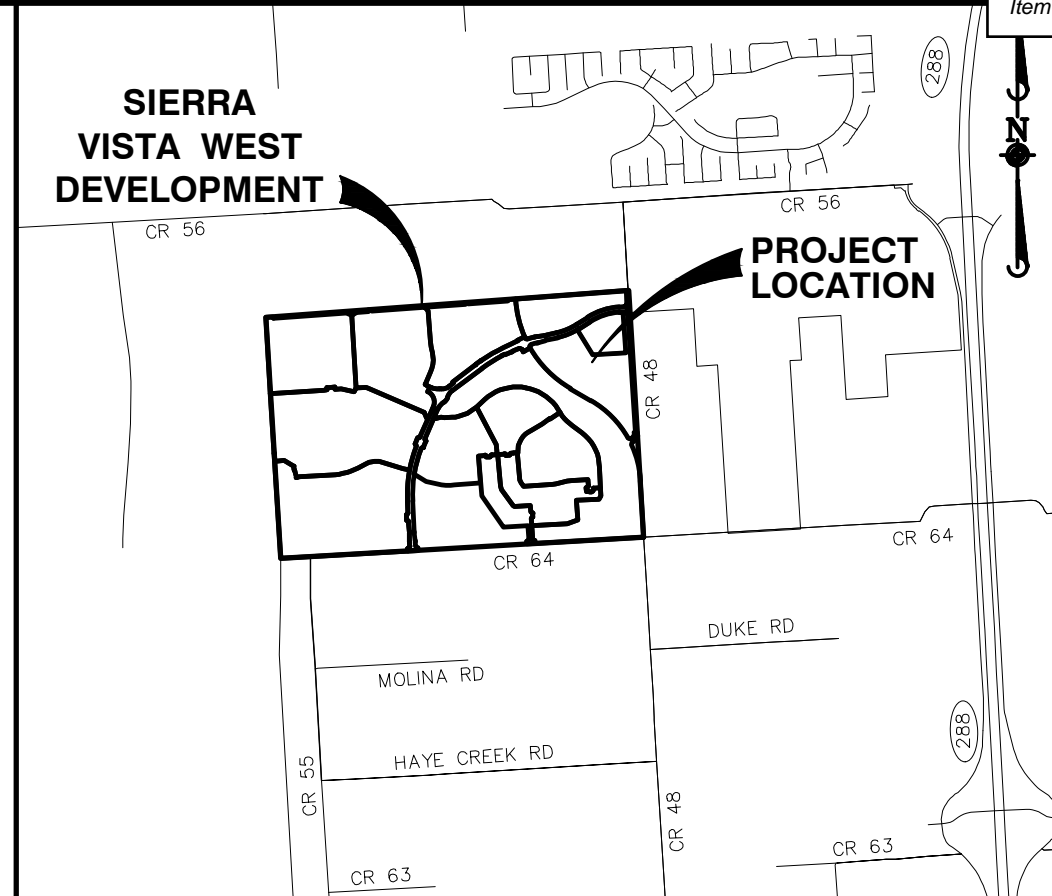 Item
288
N
SIERRA
VISTA WEST
DEVELOPMENT
CR 56
CR 56
PROJECT
LOCATION
CR 48
CR 64
CR 64
DUKE RD
MOLINA RD
HAYE CREEK RD
288
CR 55
CR 48
CR 63
CR 63